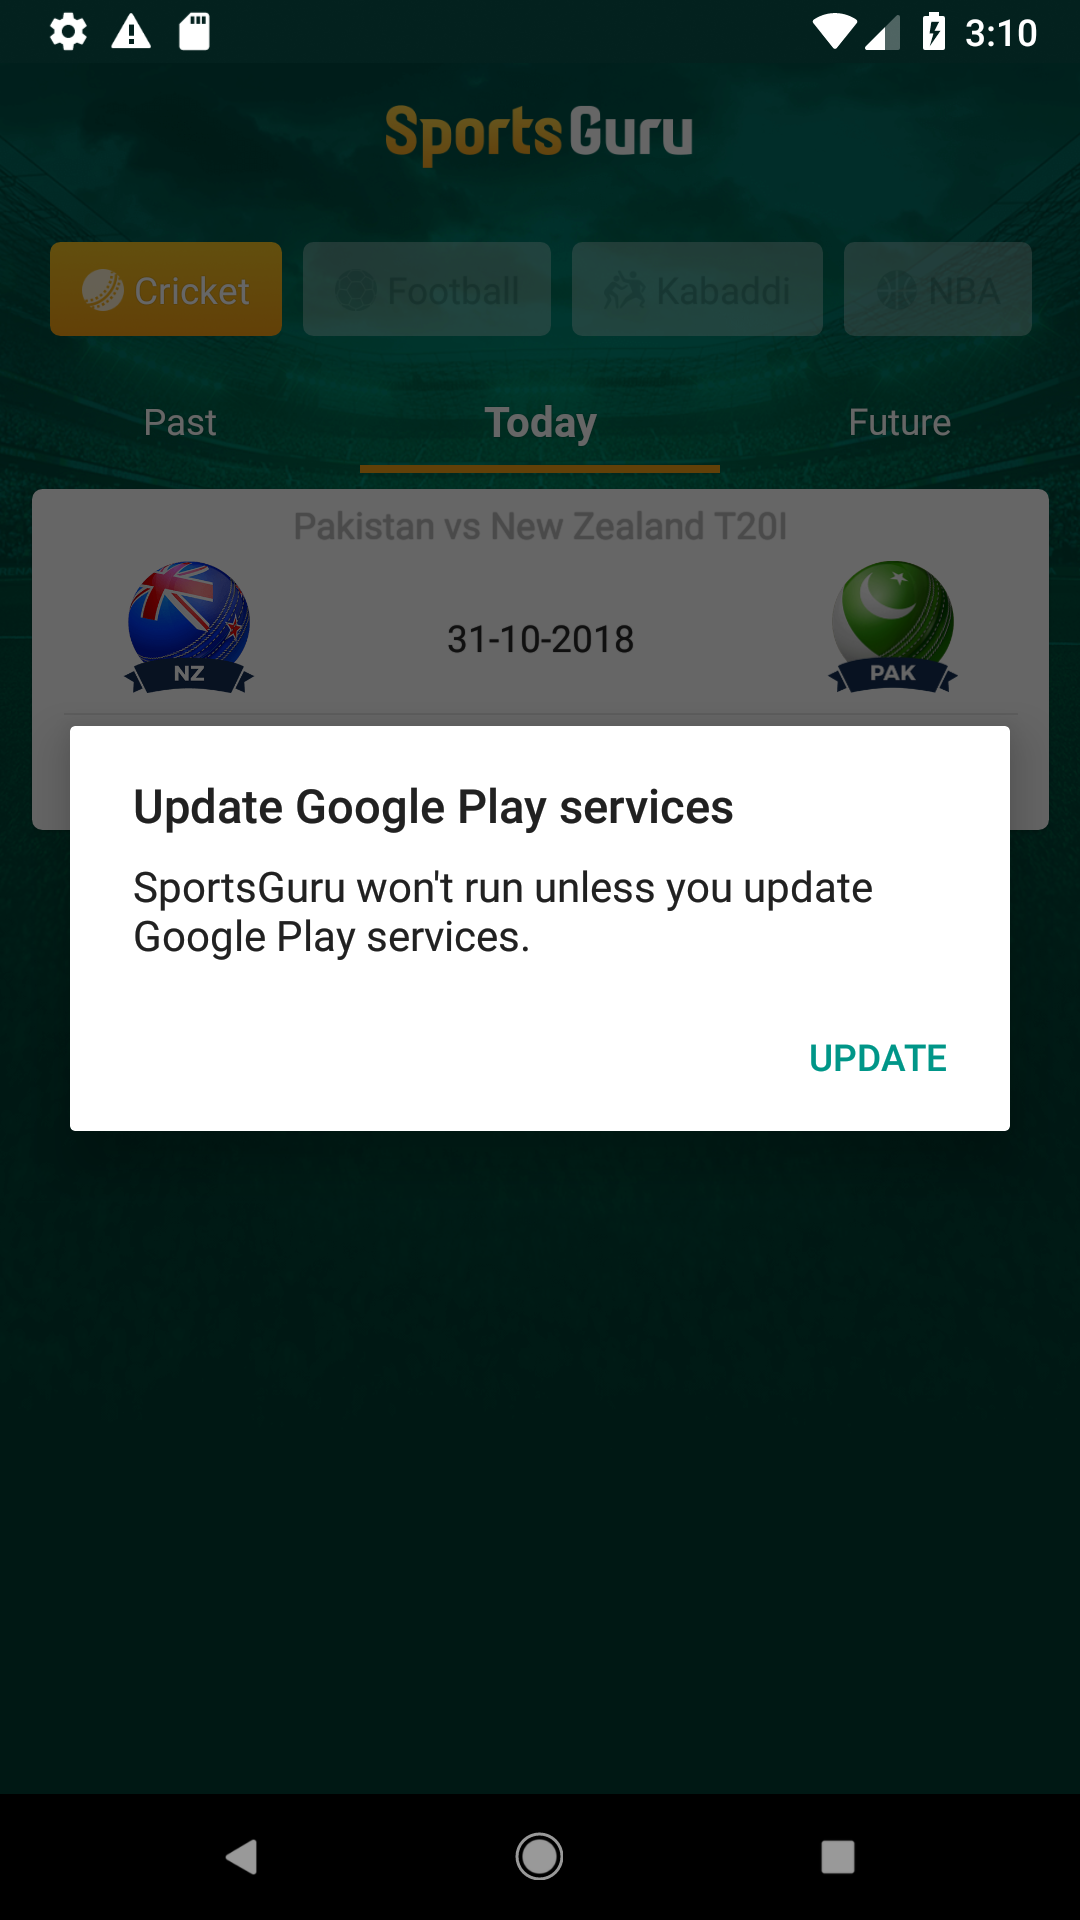 3:10
SportsGuru
Cricket Football Kabaddi NBA
Past Today Future
Pakistan vs New Zealand T20I
NZ 31-10-2018 PAK
Update Google Play services
SportsGuru won't run unless you update
Google Play services.
UPDATE